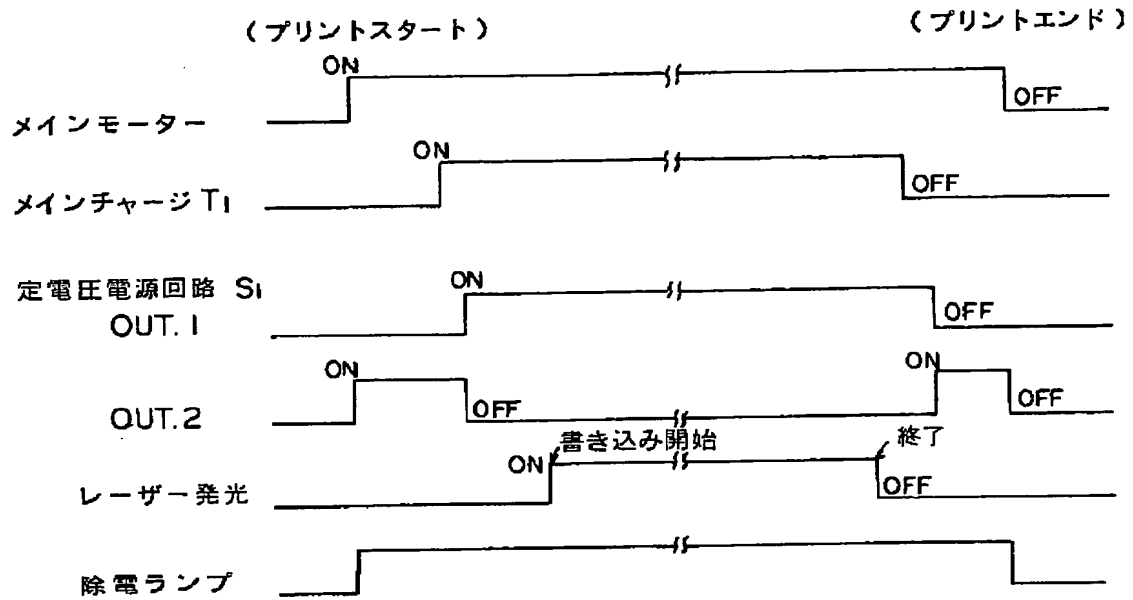 (プリントスタート) (プリントエンド)
ON
OFF
メインモーター
ON
OFF
メインチャージ T1
定電圧電源回路 S1
ON
OUT. 1
OFF
ON ON
OUT. 2
OFF OFF
書き込み開始 終了
ON
レーザー発光
OFF
除電ランプ